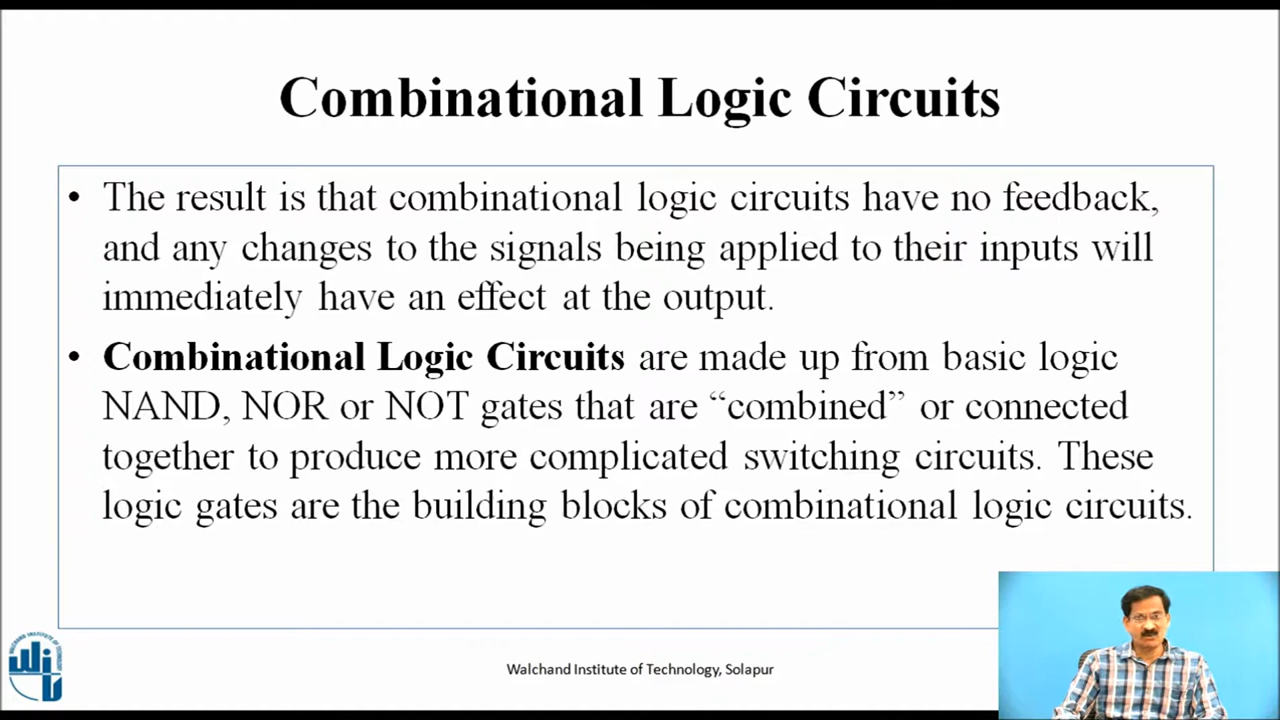 Combinational Logic Circuits
• The result is that combinational logic circuits have no feedback,
and any changes to the signals being applied to their inputs will
immediately have an effect at the output.
• Combinational Logic Circuits are made up from basic logic
NAND, NOR or NOT gates that are “combined” or connected
together to produce more complicated switching circuits. These
logic gates are the building blocks of combinational logic circuits.
Walchand Institute of Technology, Solapur